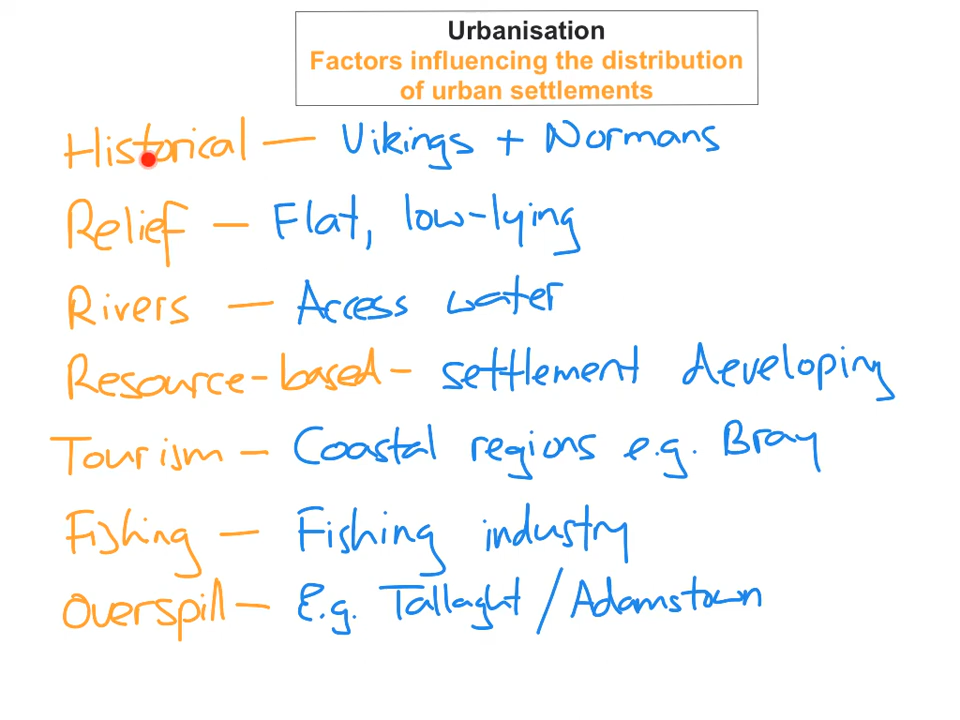 Urbanisation
Factors influencing the distribution
of urban settlements
Historical — Vikings + Normans
Relief — Flat, low-lying
Rivers — Access water
Resource-based - settlement developing
Tourism — Coastal regions e.g. Bray
Fishing — Fishing industry
Overspill — E.g. Tallaght / Adamstown